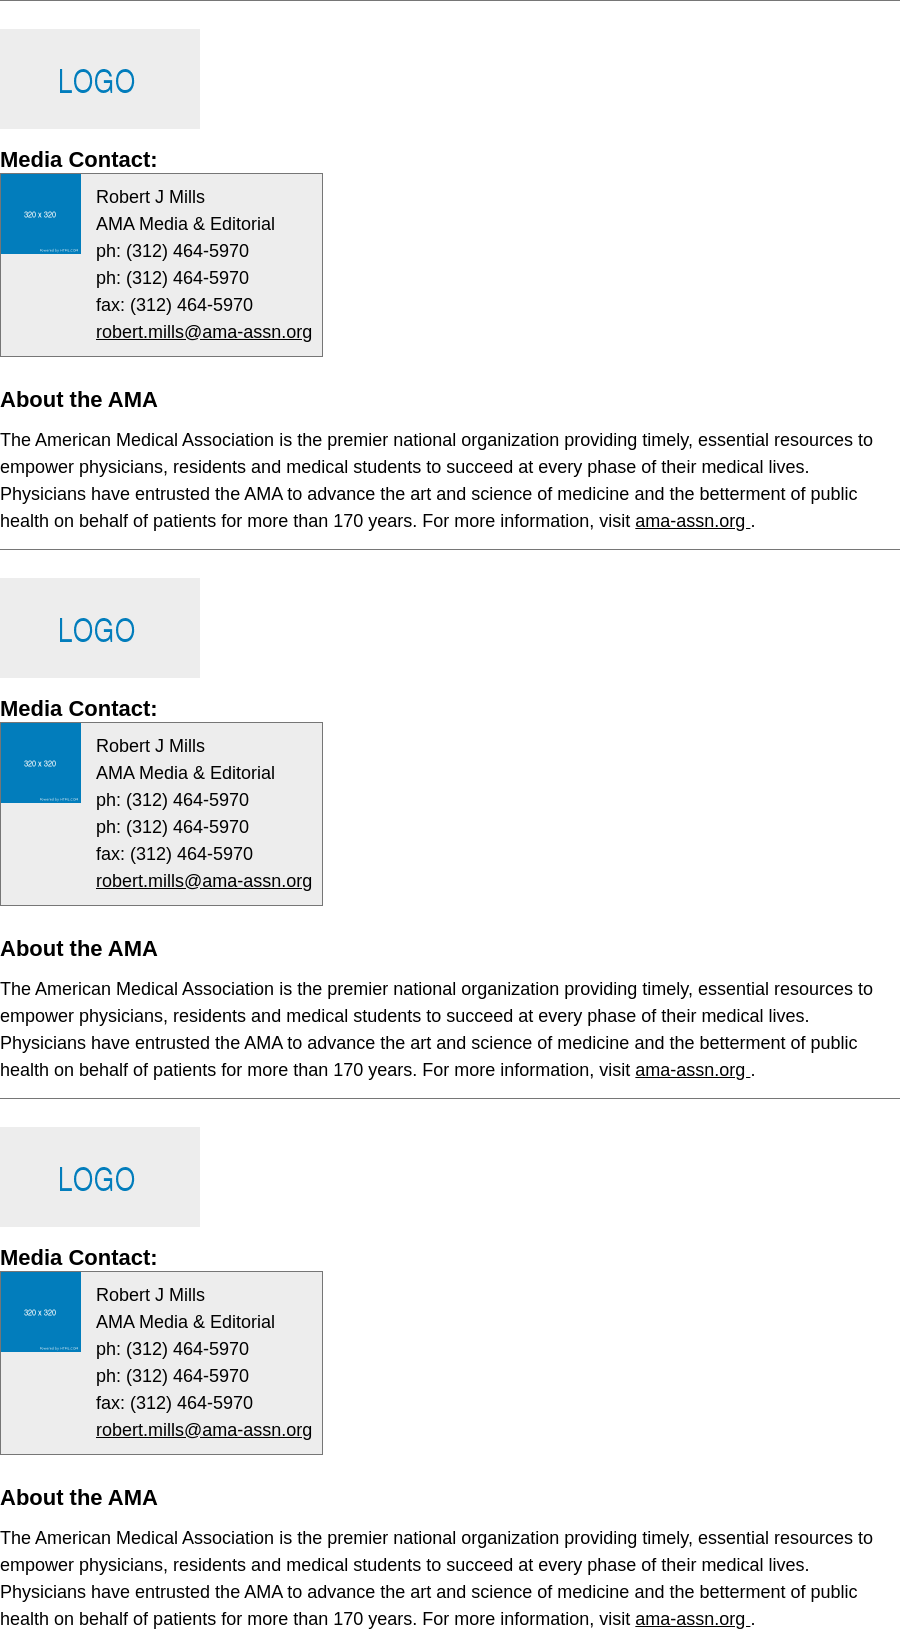 LOGO
Media Contact:
320 x 320
Robert J Mills
AMA Media & Editorial
ph: (312) 464-5970
ph: (312) 464-5970
fax: (312) 464-5970
robert.mills@ama-assn.org
About the AMA
The American Medical Association is the premier national organization providing timely, essential resources to
empower physicians, residents and medical students to succeed at every phase of their medical lives.
Physicians have entrusted the AMA to advance the art and science of medicine and the betterment of public
health on behalf of patients for more than 170 years. For more information, visit ama-assn.org .
LOGO
Media Contact:
320 x 320
Robert J Mills
AMA Media & Editorial
ph: (312) 464-5970
ph: (312) 464-5970
fax: (312) 464-5970
robert.mills@ama-assn.org
About the AMA
The American Medical Association is the premier national organization providing timely, essential resources to
empower physicians, residents and medical students to succeed at every phase of their medical lives.
Physicians have entrusted the AMA to advance the art and science of medicine and the betterment of public
health on behalf of patients for more than 170 years. For more information, visit ama-assn.org .
LOGO
Media Contact:
320 x 320
Robert J Mills
AMA Media & Editorial
ph: (312) 464-5970
ph: (312) 464-5970
fax: (312) 464-5970
robert.mills@ama-assn.org
About the AMA
The American Medical Association is the premier national organization providing timely, essential resources to
empower physicians, residents and medical students to succeed at every phase of their medical lives.
Physicians have entrusted the AMA to advance the art and science of medicine and the betterment of public
health on behalf of patients for more than 170 years. For more information, visit ama-assn.org .